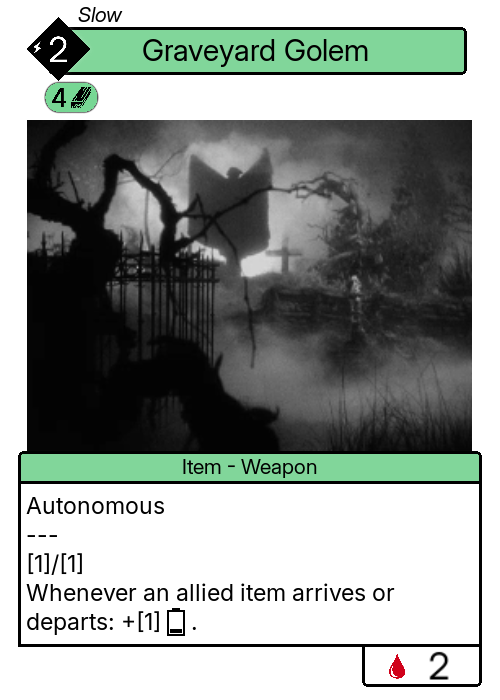 Slow
2
Graveyard Golem
4
Item - Weapon
Autonomous
---
[1]/[1]
Whenever an allied item arrives or
departs: +[1] .
2